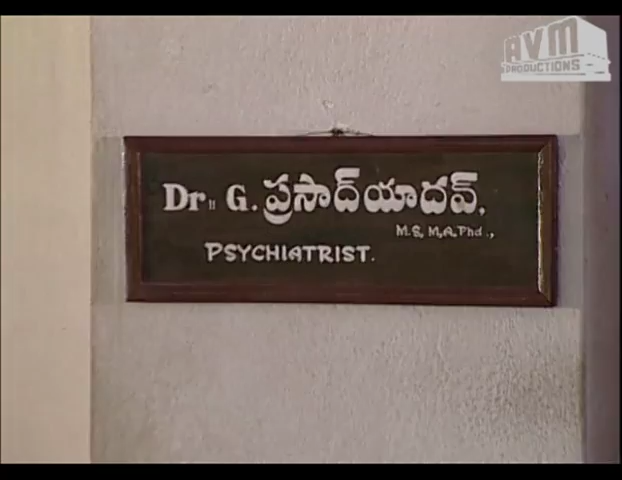 AVM
PRODUCTIONS
Dr॥ G. ప్రసాద్‌యాదవ్,
M.S, M.A.Phd.,
PSYCHIATRIST.